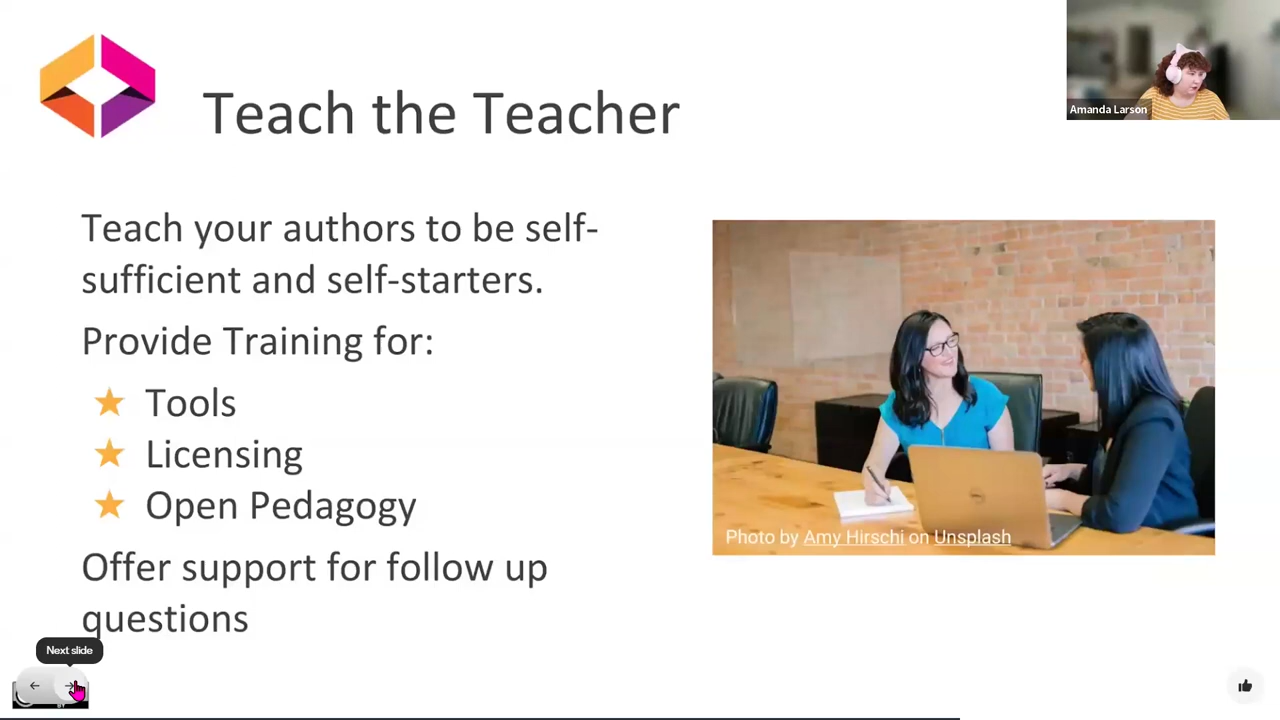 Amanda Larson
Teach the Teacher
Teach your authors to be self-
sufficient and self-starters.
Provide Training for:
Tools
Licensing
Open Pedagogy
Offer support for follow up
questions
Photo by Amy Hirschi on Unsplash
Next slide
BY